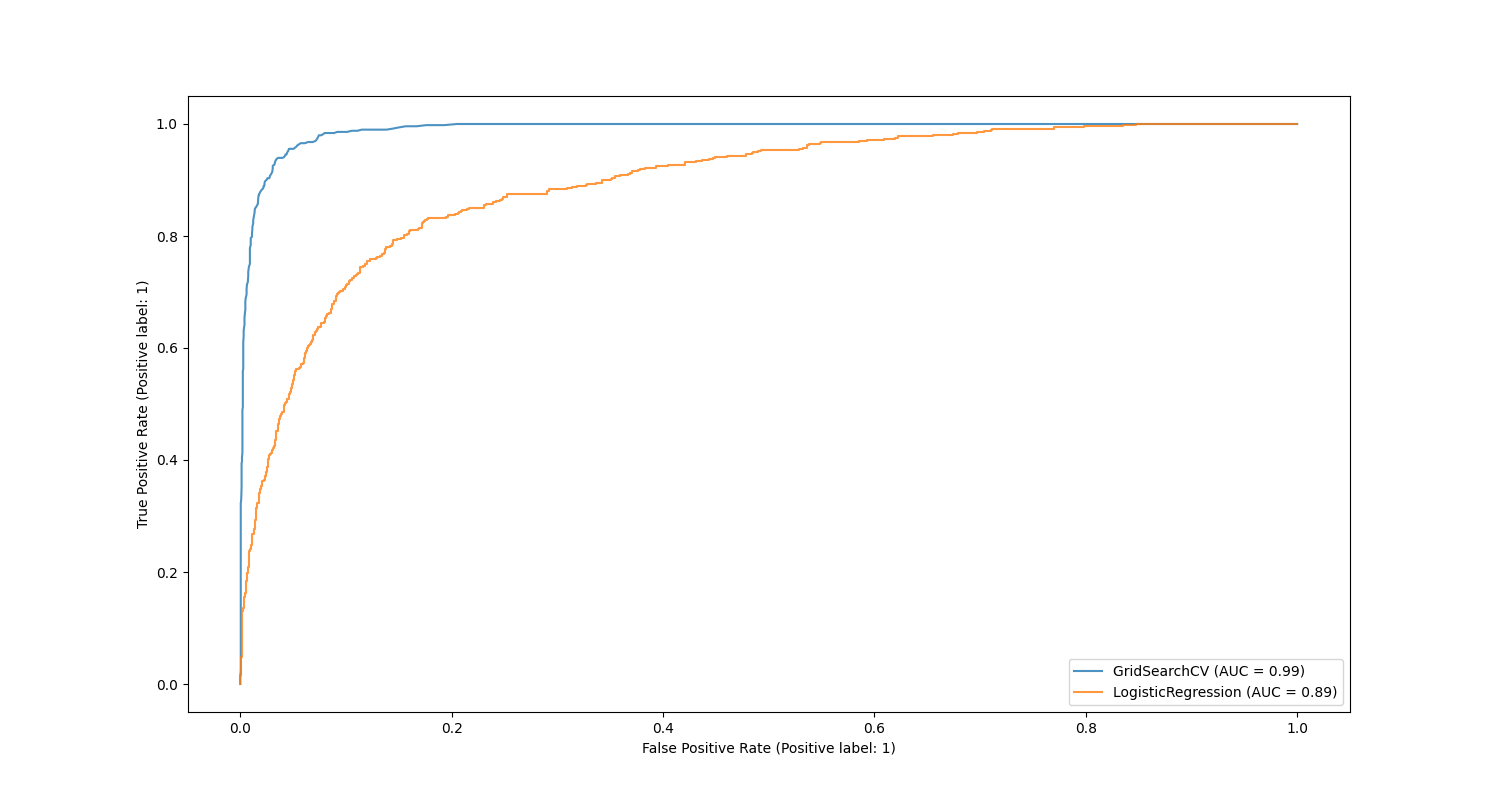 1.0
0.8
0.6
0.4
0.2
0.0
True Positive Rate (Positive label: 1)
GridSearchCV (AUC = 0.99)
LogisticRegression (AUC = 0.89)
0.0 0.2 0.4 0.6 0.8 1.0
False Positive Rate (Positive label: 1)